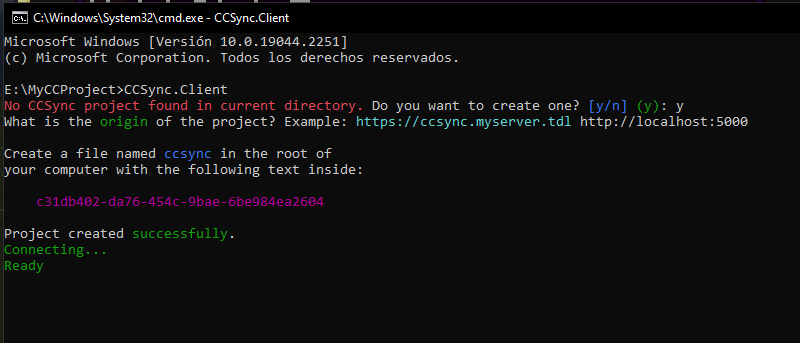 C:\Windows\System32\cmd.exe - CCSync.Client
Microsoft Windows [Versión 10.0.19044.2251]
(c) Microsoft Corporation. Todos los derechos reservados.
E:\MyCCProject>CCSync.Client
No CCSync project found in current directory. Do you want to create one? [y/n] (y): y
What is the origin of the project? Example: https://ccsync.myserver.tdl http://localhost:5000
Create a file named ccsync in the root of
your computer with the following text inside:
c31db402-da76-454c-9bae-6be984ea2604
Project created successfully.
Connecting...
Ready